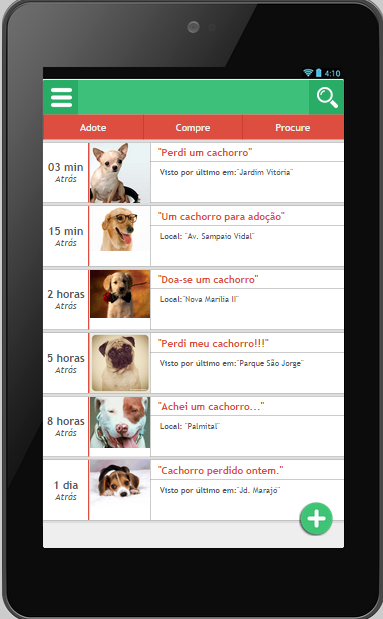 4:10
Adote Compre Procure
03 min
Atrás
"Perdi um cachorro"
Visto por último em:"Jardim Vitória"
15 min
Atrás
"Um cachorro para adoção"
Local: "Av. Sampaio Vidal"
2 horas
Atrás
"Doa-se um cachorro"
Local:"Nova Marília II"
5 horas
Atrás
"Perdi meu cachorro!!!"
Visto por último em:"Parque São Jorge"
8 horas
Atrás
"Achei um cachorro..."
Local: "Palmital"
1 dia
Atrás
"Cachorro perdido ontem."
Visto por último em:"Jd. Marajó"